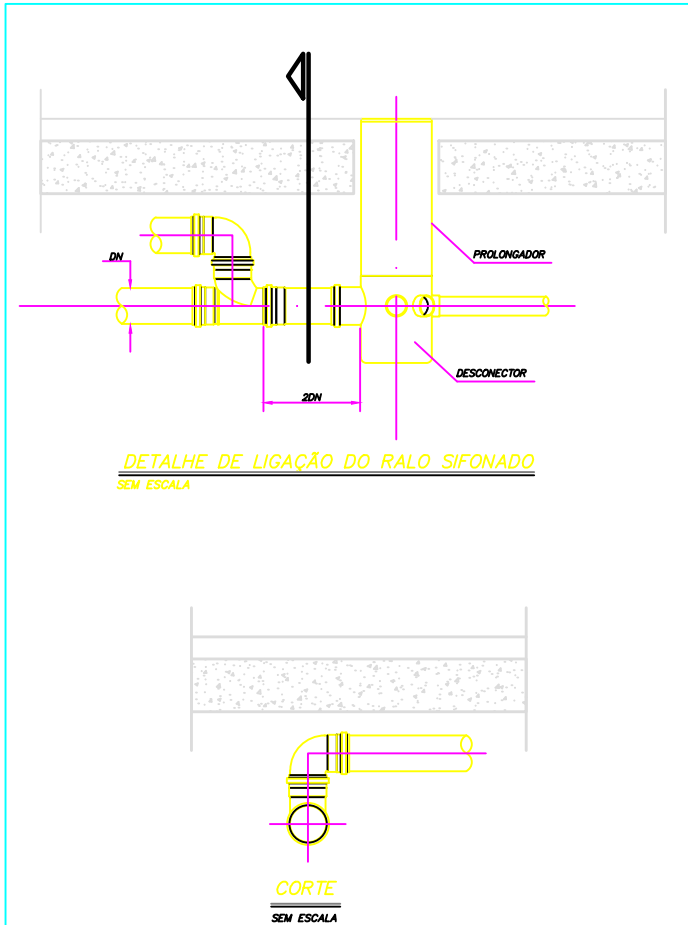 DN
PROLONGADOR
DESCONECTOR
2DN
DETALHE DE LIGAÇÃO DO RALO SIFONADO
SEM ESCALA
CORTE
SEM ESCALA